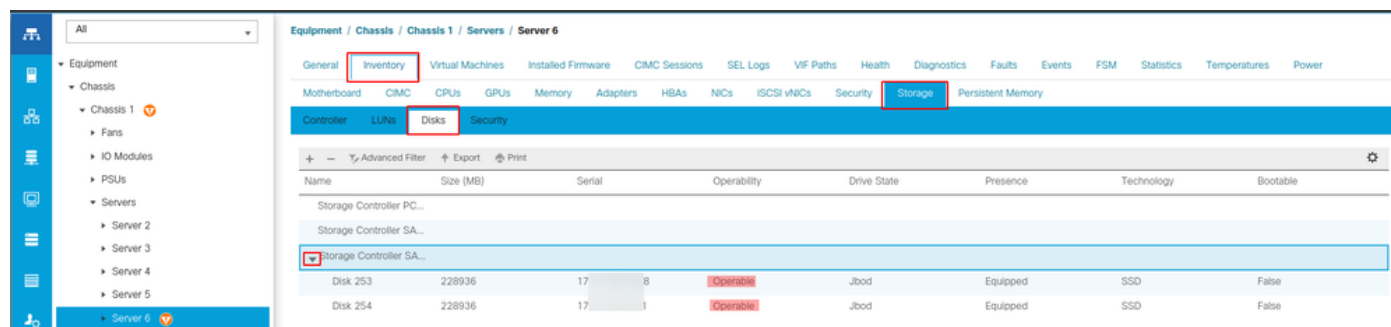 All
Equipment
Chassis
Chassis 1
Fans
IO Modules
PSUs
Servers
Server 2
Server 3
Server 4
Server 5
Server 6
Equipment / Chassis / Chassis 1 / Servers / Server 6
General Inventory Virtual Machines Installed Firmware CIMC Sessions SEL Logs VIF Paths Health Diagnostics Faults Events FSM Statistics Temperatures Power
Motherboard CIMC CPUs GPUs Memory Adapters HBAs NICs iSCSI vNICs Security Storage Persistent Memory
Controller LUNs Disks Security
+ − Advanced Filter Export Print
Name Size (MB) Serial Operability Drive State Presence Technology Bootable
Storage Controller PC...
Storage Controller SA...
Storage Controller SA...
Disk 253 228936 17 8 Operable Jbod Equipped SSD False
Disk 254 228936 17 1 Operable Jbod Equipped SSD False